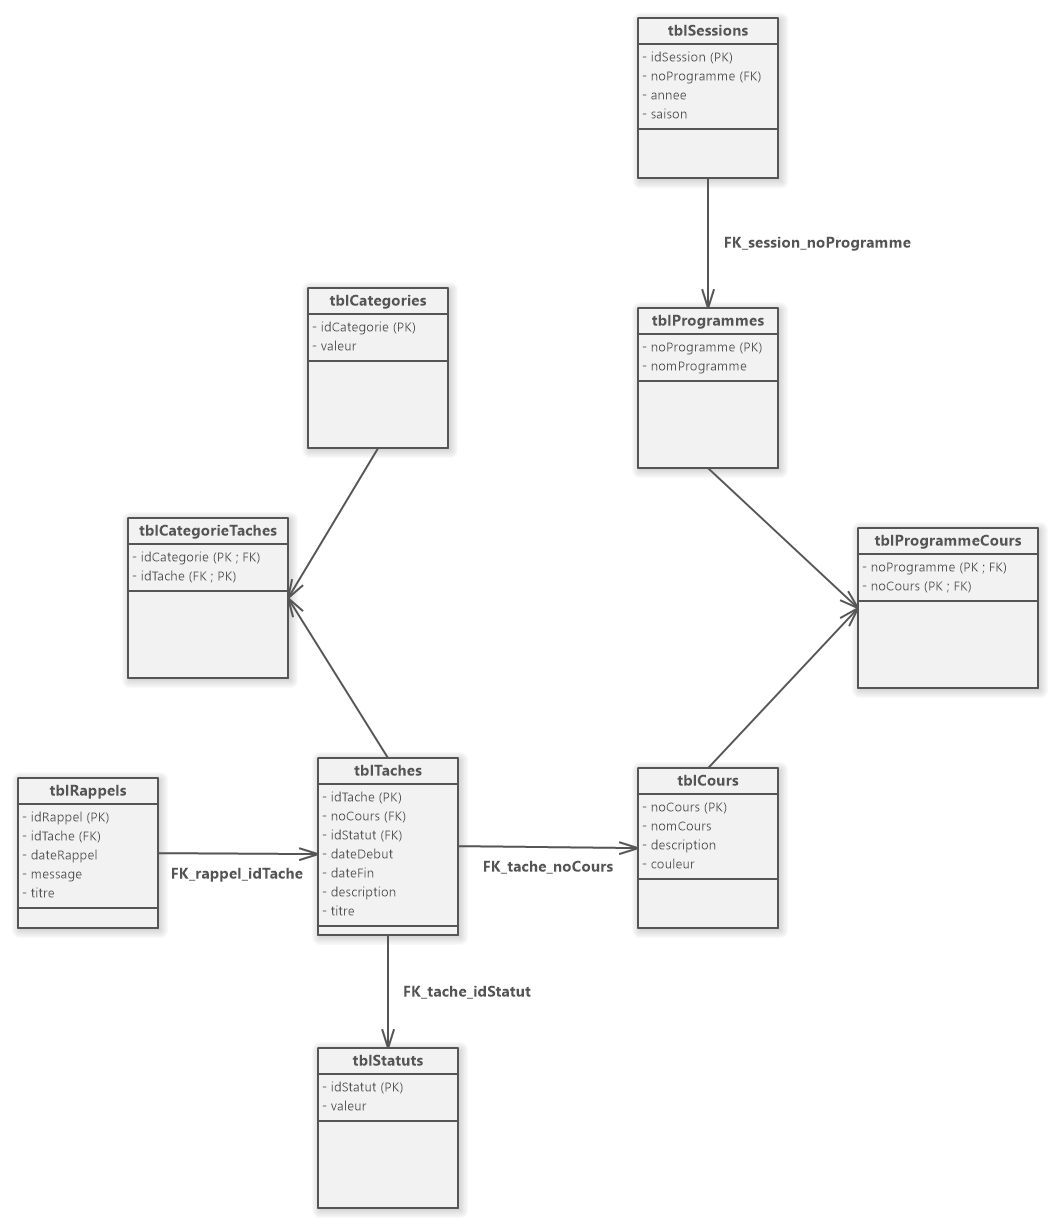 tblSessions
- idSession (PK)
- noProgramme (FK)
- annee
- saison
FK_session_noProgramme
tblCategories
- idCategorie (PK)
- valeur
tblProgrammes
- noProgramme (PK)
- nomProgramme
tblCategorieTaches
- idCategorie (PK ; FK)
- idTache (FK ; PK)
tblProgrammeCours
- noProgramme (PK ; FK)
- noCours (PK ; FK)
tblRappels
- idRappel (PK)
- idTache (FK)
- dateRappel
- message
- titre
FK_rappel_idTache
tblTaches
- idTache (PK)
- noCours (FK)
- idStatut (FK)
- dateDebut
- dateFin
- description
- titre
FK_tache_noCours
tblCours
- noCours (PK)
- nomCours
- description
- couleur
FK_tache_idStatut
tblStatuts
- idStatut (PK)
- valeur